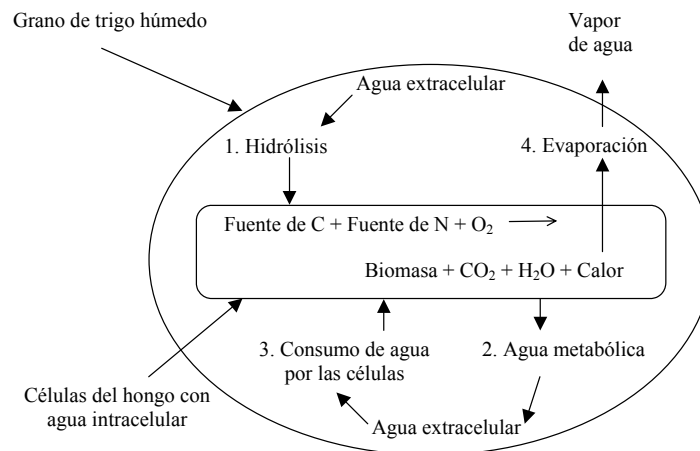 Grano de trigo húmedo
Vapor
de agua
Agua extracelular
1. Hidrólisis
4. Evaporación
Fuente de C + Fuente de N + O₂
Biomasa + CO₂ + H₂O + Calor
3. Consumo de agua
por las células
2. Agua metabólica
Células del hongo con
agua intracelular
Agua extracelular